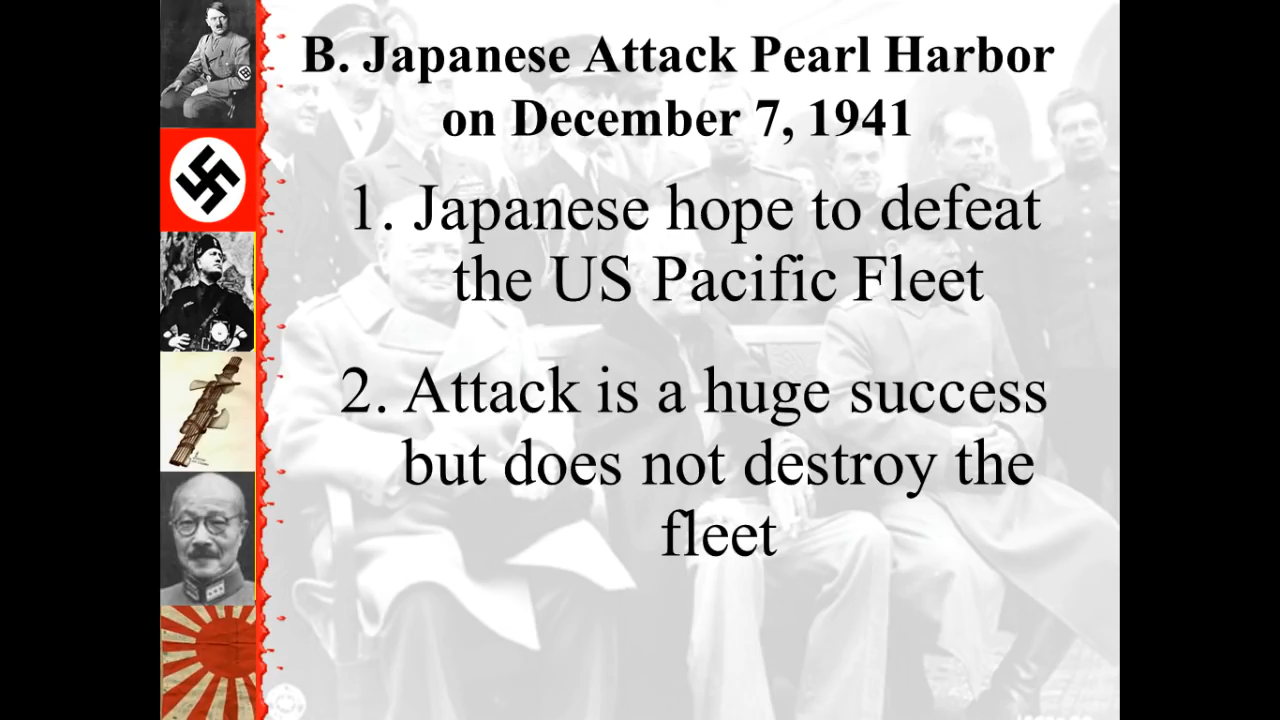 B. Japanese Attack Pearl Harbor
on December 7, 1941
1. Japanese hope to defeat
the US Pacific Fleet
2. Attack is a huge success
but does not destroy the
fleet